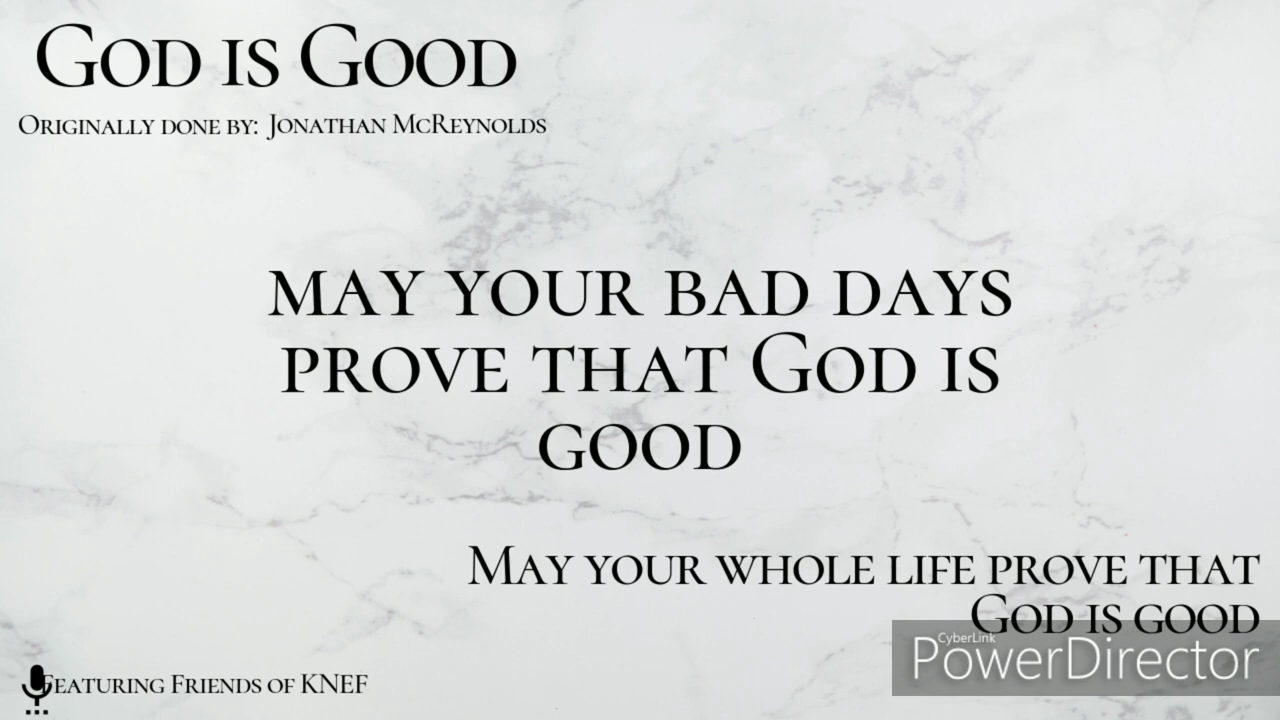 God is Good
Originally done by: Jonathan McReynolds
may your bad days
prove that God is
good
May your whole life prove that
God is good
CyberLink
PowerDirector
Featuring Friends of KNEF